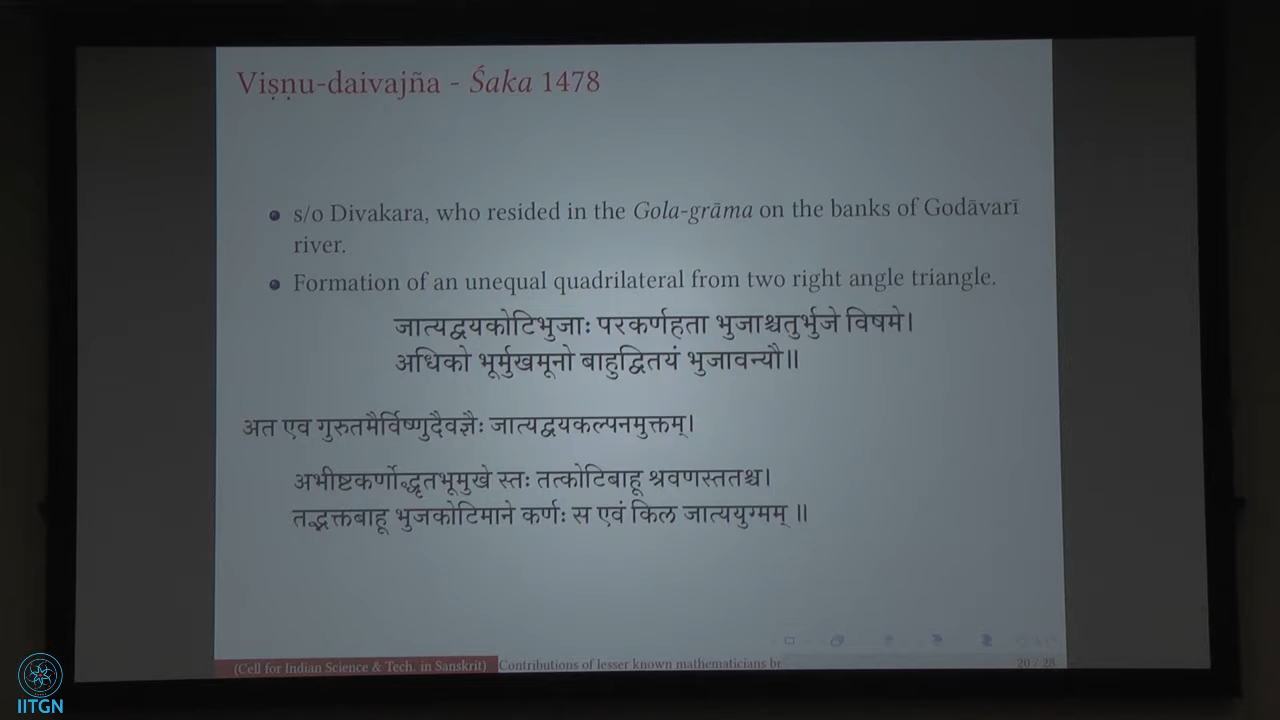 Viṣṇu-daivajña - Śaka 1478
s/o Divakara, who resided in the Gola-grāma on the banks of Godāvarī
river.
Formation of an unequal quadrilateral from two right angle triangle.
जात्यद्वयकोटिभुजाः परकर्णहता भुजाश्चतुर्भुजे विषमे।
अधिको भूर्मुखमूनो बाहुद्वितयं भुजावन्यौ॥
अत एव गुरुतमैर्विष्णुदैवज्ञैः जात्यद्वयकल्पनमुक्तम्।
अभीष्टकर्णोद्धृतभूमुखे स्तः तत्कोटिबाहू श्रवणस्ततश्च।
तद्भक्तबाहू भुजकोटिमाने कर्णः स एवं किल जात्ययुग्मम् ॥
(Cell for Indian Science & Tech. in Sanskrit) Contributions of lesser known mathematicians br 20 / 28
IITGN